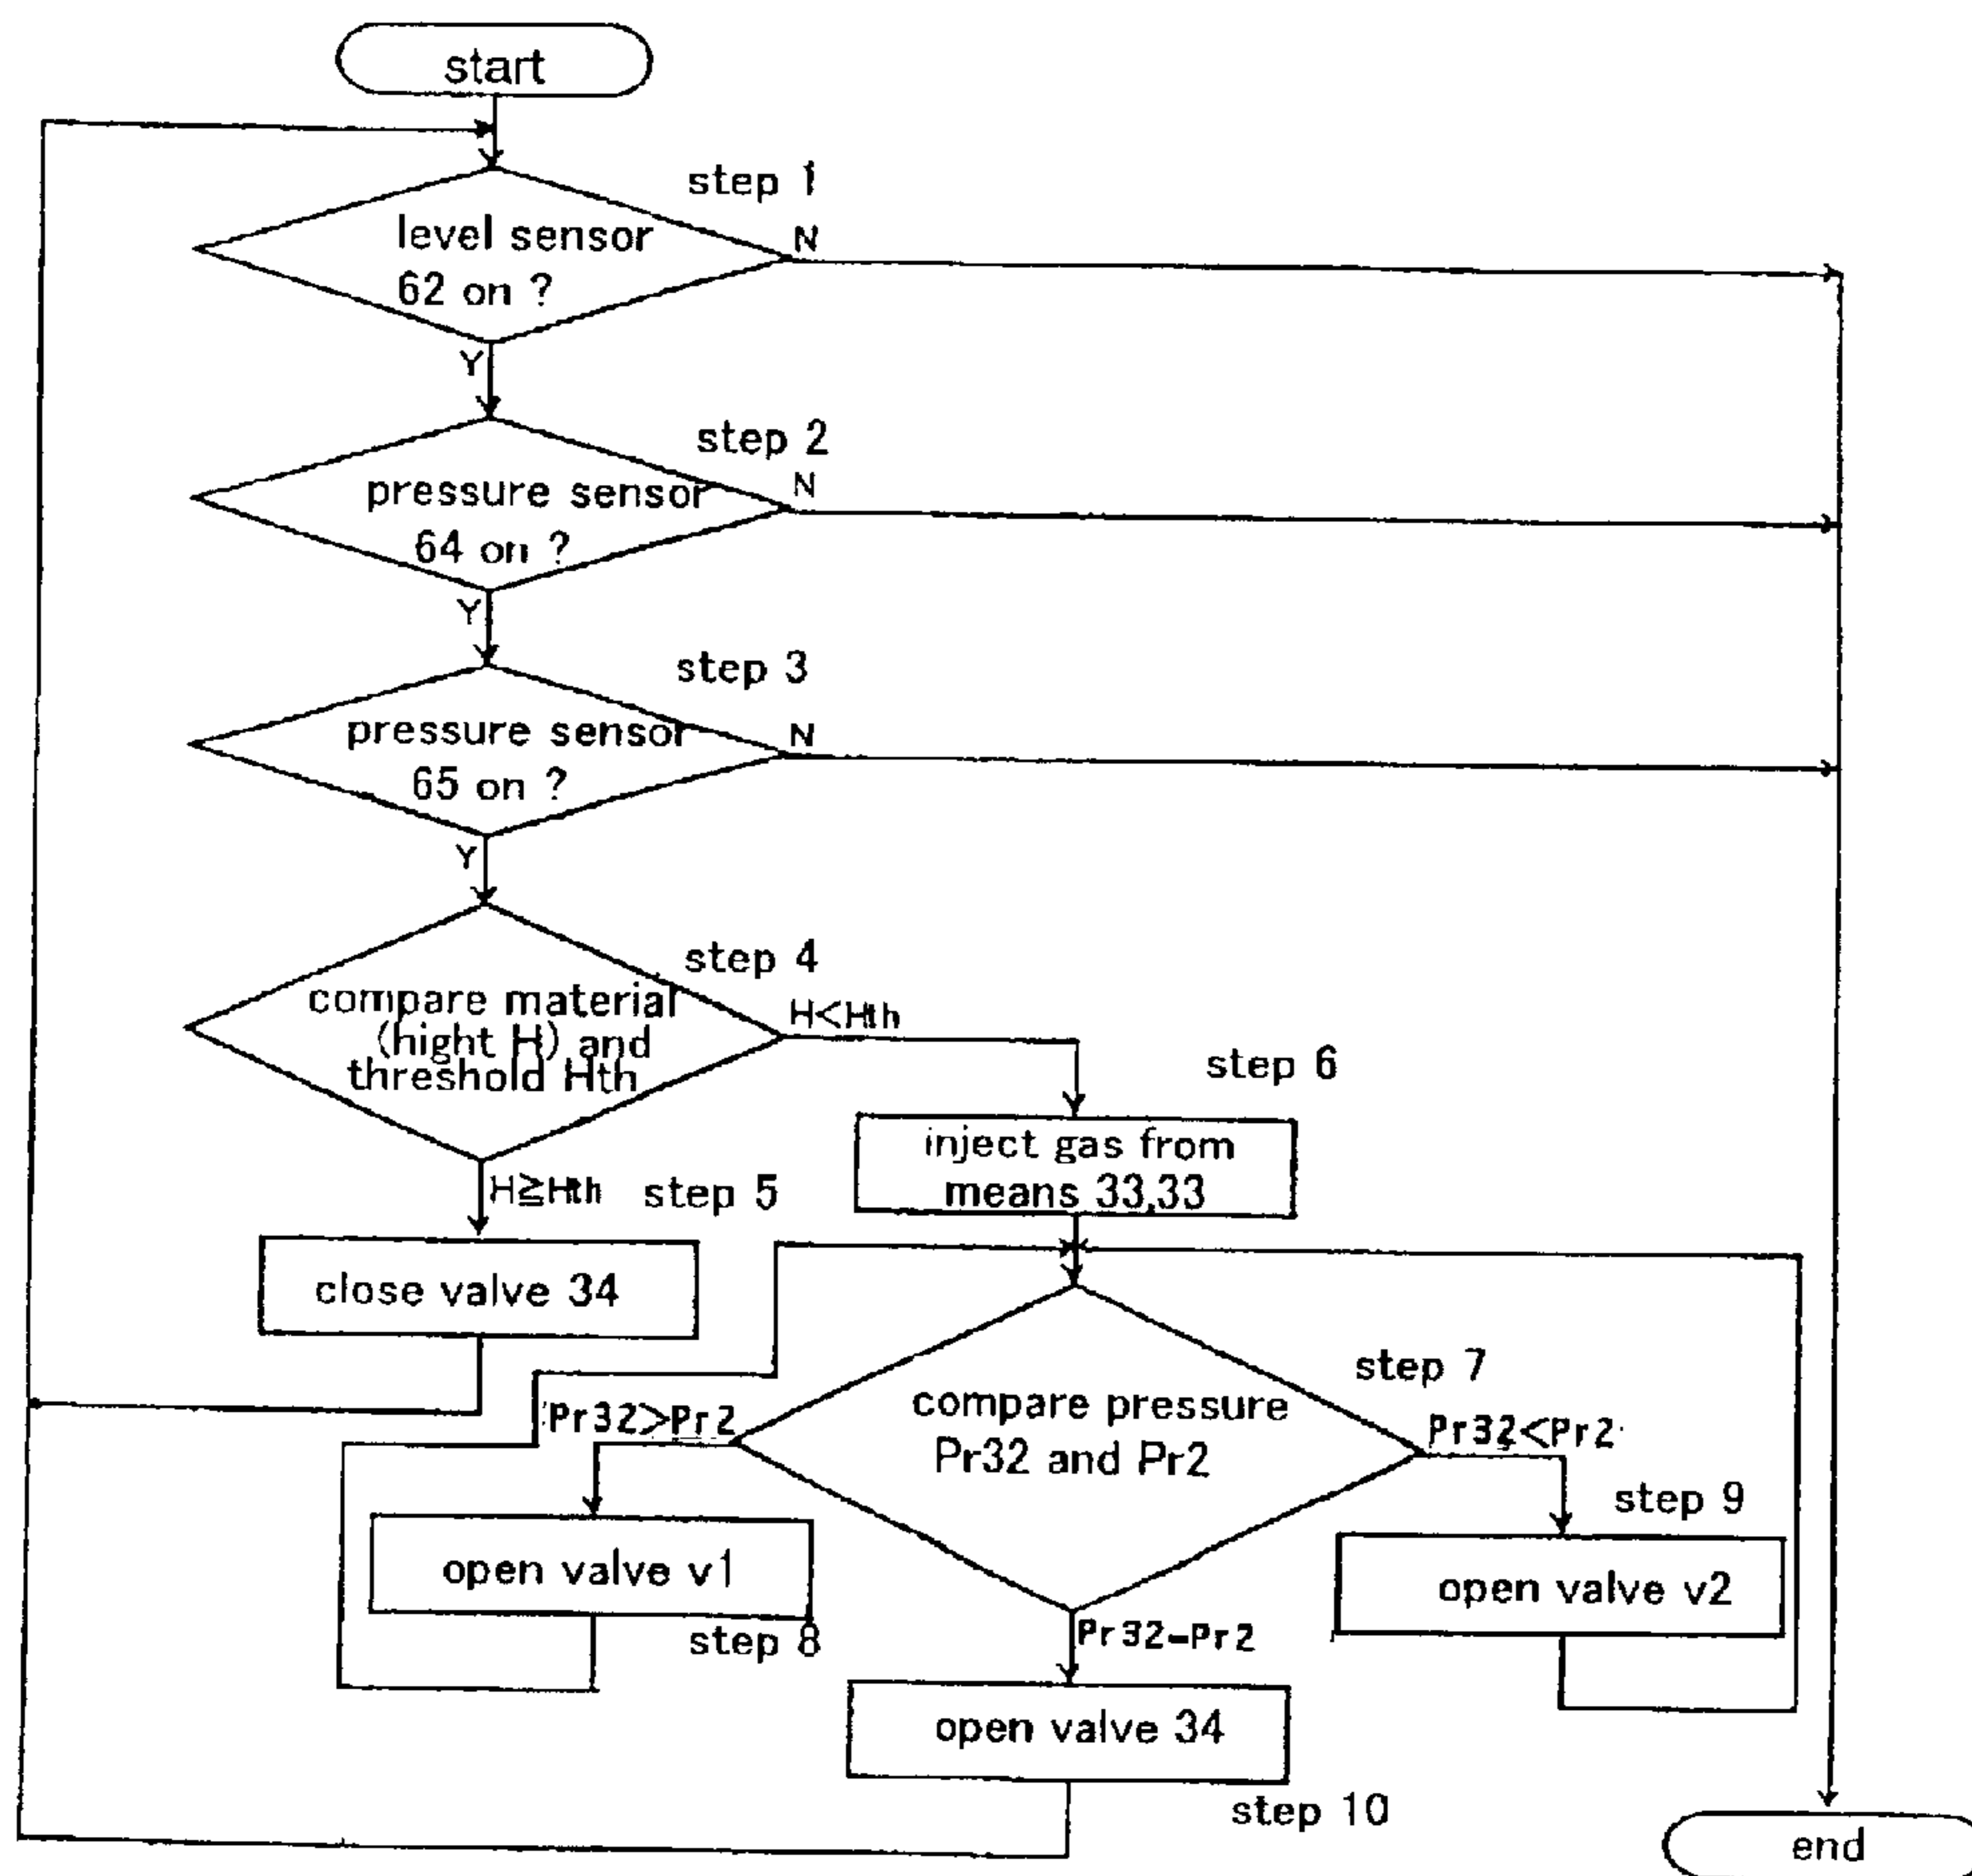 start
step 1
level sensor
62 on ?
N
Y
step 2
pressure sensor
64 on ?
N
Y
step 3
pressure sensor
65 on ?
N
Y
step 4
compare material
(hight H) and
threshold Hth
H<Hth
step 6
inject gas from
means 33,33
H≧Hth
step 5
close valve 34
step 7
compare pressure
Pr32 and Pr2
Pr32>Pr2
Pr32<Pr2
step 9
open valve v1
step 8
open valve v2
Pr32=Pr2
open valve 34
step 10
end